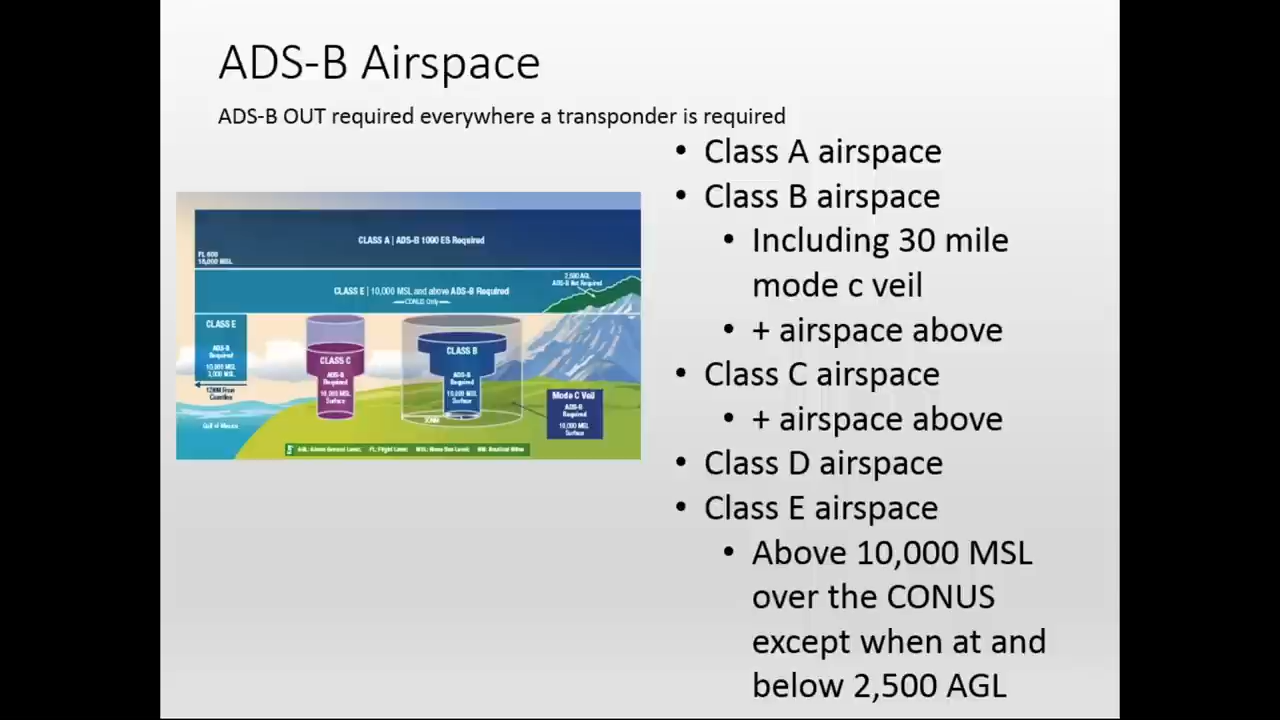 ADS-B Airspace
ADS-B OUT required everywhere a transponder is required
• Class A airspace
• Class B airspace
• Including 30 mile
mode c veil
• + airspace above
• Class C airspace
• + airspace above
• Class D airspace
• Class E airspace
• Above 10,000 MSL
over the CONUS
except when at and
below 2,500 AGL
CLASS A | ADS-B 1090 ES Required
FL 600
18,000 MSL
2,500 AGL
ADS-B Not Required
CLASS E | 10,000 MSL and above ADS-B Required
CONUS Only
CLASS E
ADS-B
Required
10,000 MSL
3,000 MSL
12NM From
Coastline
Gulf of Mexico
CLASS C
ADS-B
Required
10,000 MSL
Surface
CLASS B
ADS-B
Required
10,000 MSL
Surface
30NM
Mode C Veil
ADS-B
Required
10,000 MSL
Surface
AGL: Above Ground Level; FL: Flight Level; MSL: Mean Sea Level; NM: Nautical Miles